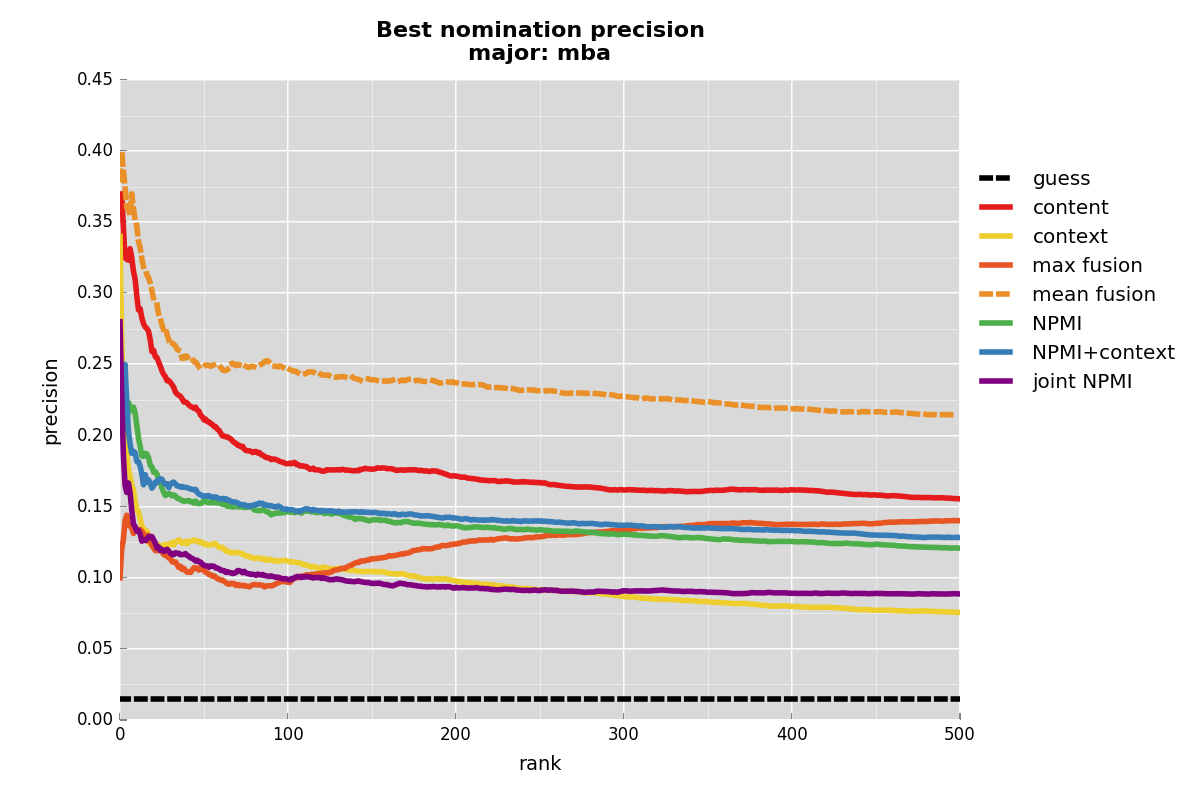 Best nomination precision
major: mba
precision
0.45
0.40
0.35
0.30
0.25
0.20
0.15
0.10
0.05
0.00
0
100
200
300
400
500
rank
guess
content
context
max fusion
mean fusion
NPMI
NPMI+context
joint NPMI